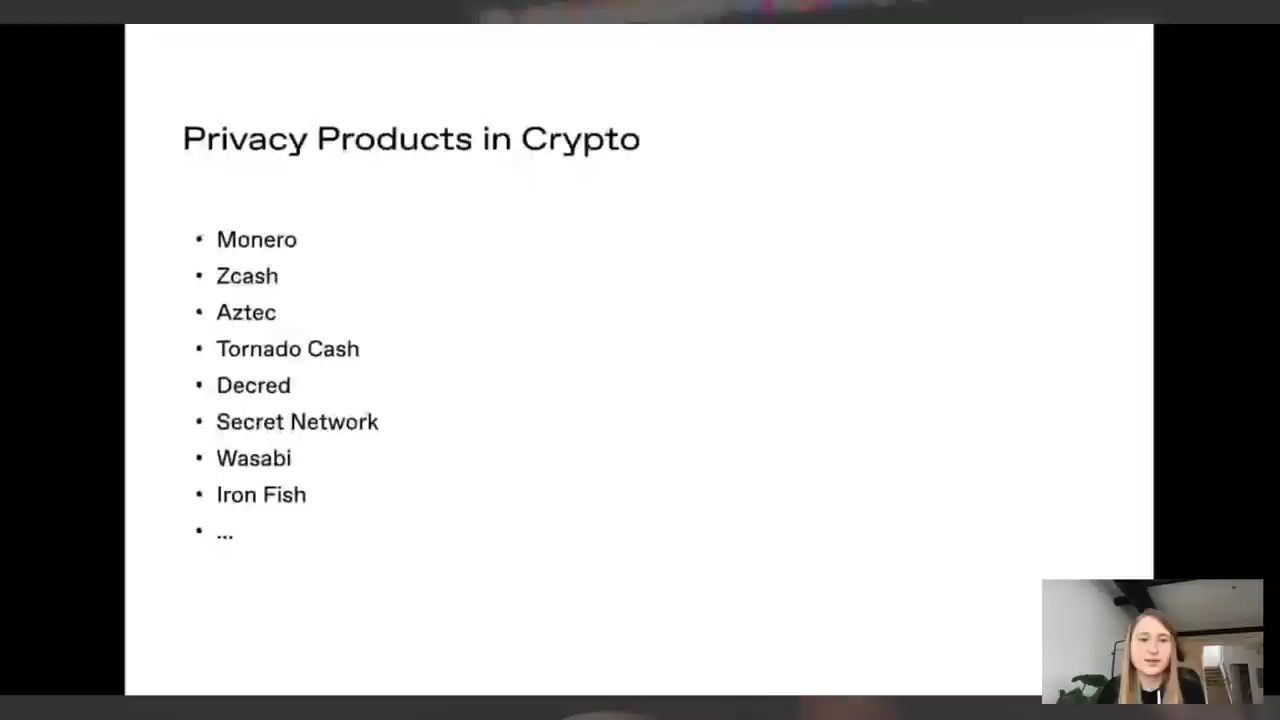 Privacy Products in Crypto
• Monero
• Zcash
• Aztec
• Tornado Cash
• Decred
• Secret Network
• Wasabi
• Iron Fish
• ...